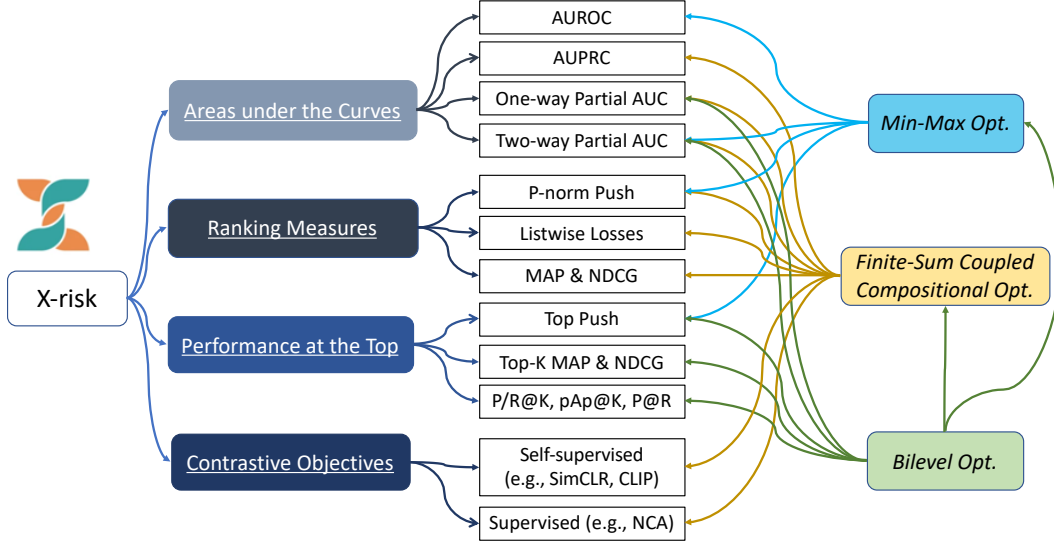 X-risk
Areas under the Curves
Ranking Measures
Performance at the Top
Contrastive Objectives
AUROC
AUPRC
One-way Partial AUC
Two-way Partial AUC
P-norm Push
Listwise Losses
MAP & NDCG
Top Push
Top-K MAP & NDCG
P/R@K, pAp@K, P@R
Self-supervised
(e.g., SimCLR, CLIP)
Supervised (e.g., NCA)
Min-Max Opt.
Finite-Sum Coupled
Compositional Opt.
Bilevel Opt.